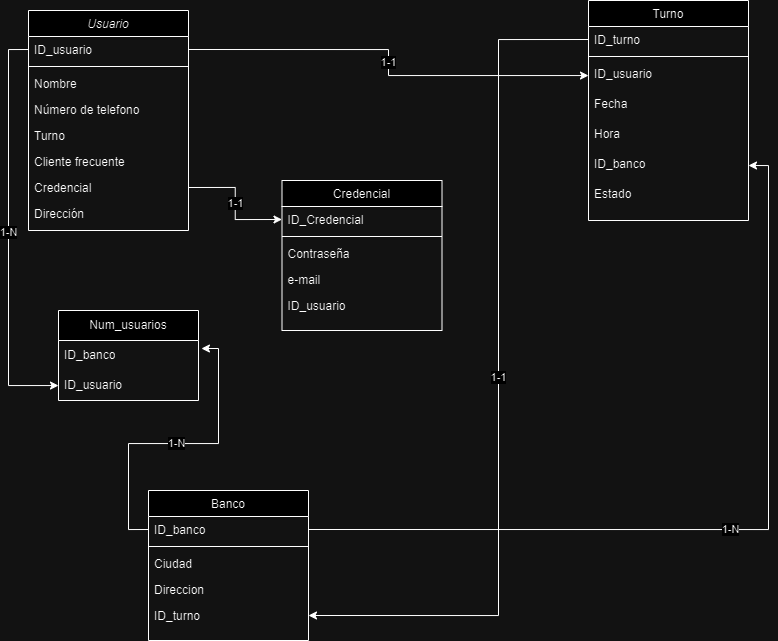 Usuario
ID_usuario
Nombre
Número de telefono
Turno
Cliente frecuente
Credencial
Dirección
1-1
Turno
ID_turno
ID_usuario
Fecha
Hora
ID_banco
Estado
1-1
Credencial
ID_Credencial
Contraseña
e-mail
ID_usuario
1-N
Num_usuarios
ID_banco
ID_usuario
1-1
1-N
Banco
ID_banco
Ciudad
Direccion
ID_turno
1-N